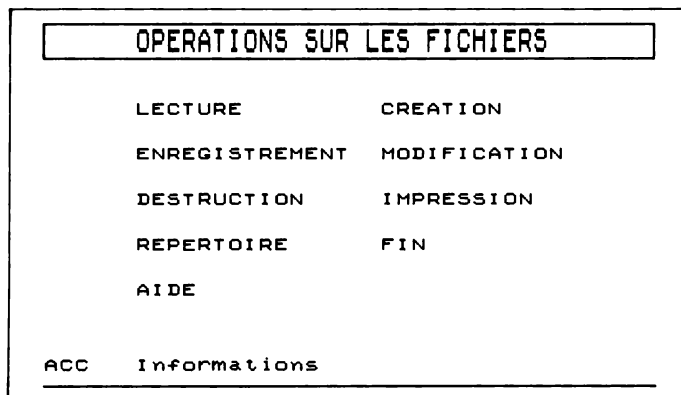 OPERATIONS SUR LES FICHIERS
LECTURE CREATION
ENREGISTREMENT MODIFICATION
DESTRUCTION IMPRESSION
REPERTOIRE FIN
AIDE
ACC Informations